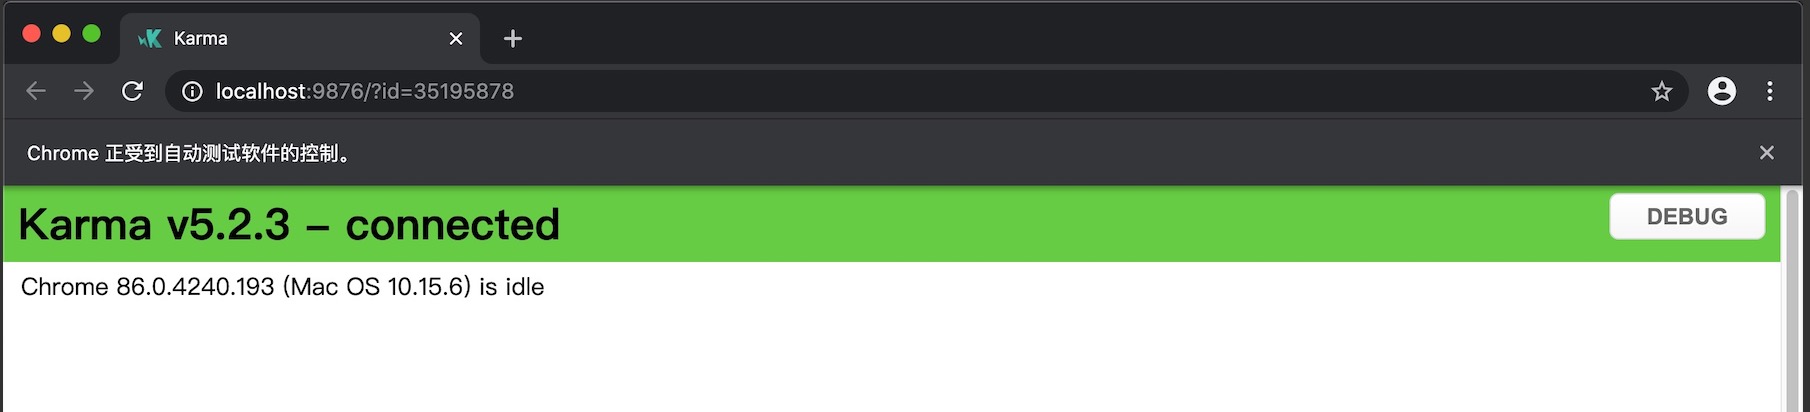 Karma
localhost:9876/?id=35195878
Chrome 正受到自动测试软件的控制。
Karma v5.2.3 – connected
DEBUG
Chrome 86.0.4240.193 (Mac OS 10.15.6) is idle